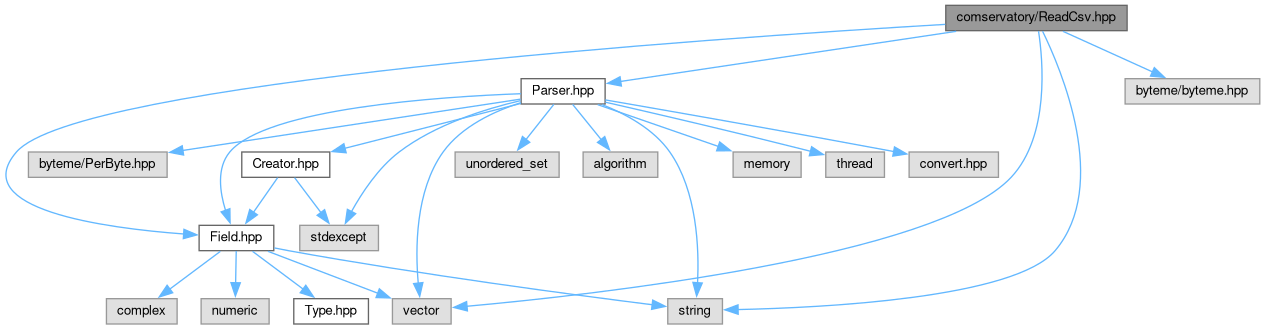 comservatory/ReadCsv.hpp
Parser.hpp
byteme/byteme.hpp
byteme/PerByte.hpp
Creator.hpp
unordered_set
algorithm
memory
thread
convert.hpp
Field.hpp
stdexcept
complex
numeric
Type.hpp
vector
string